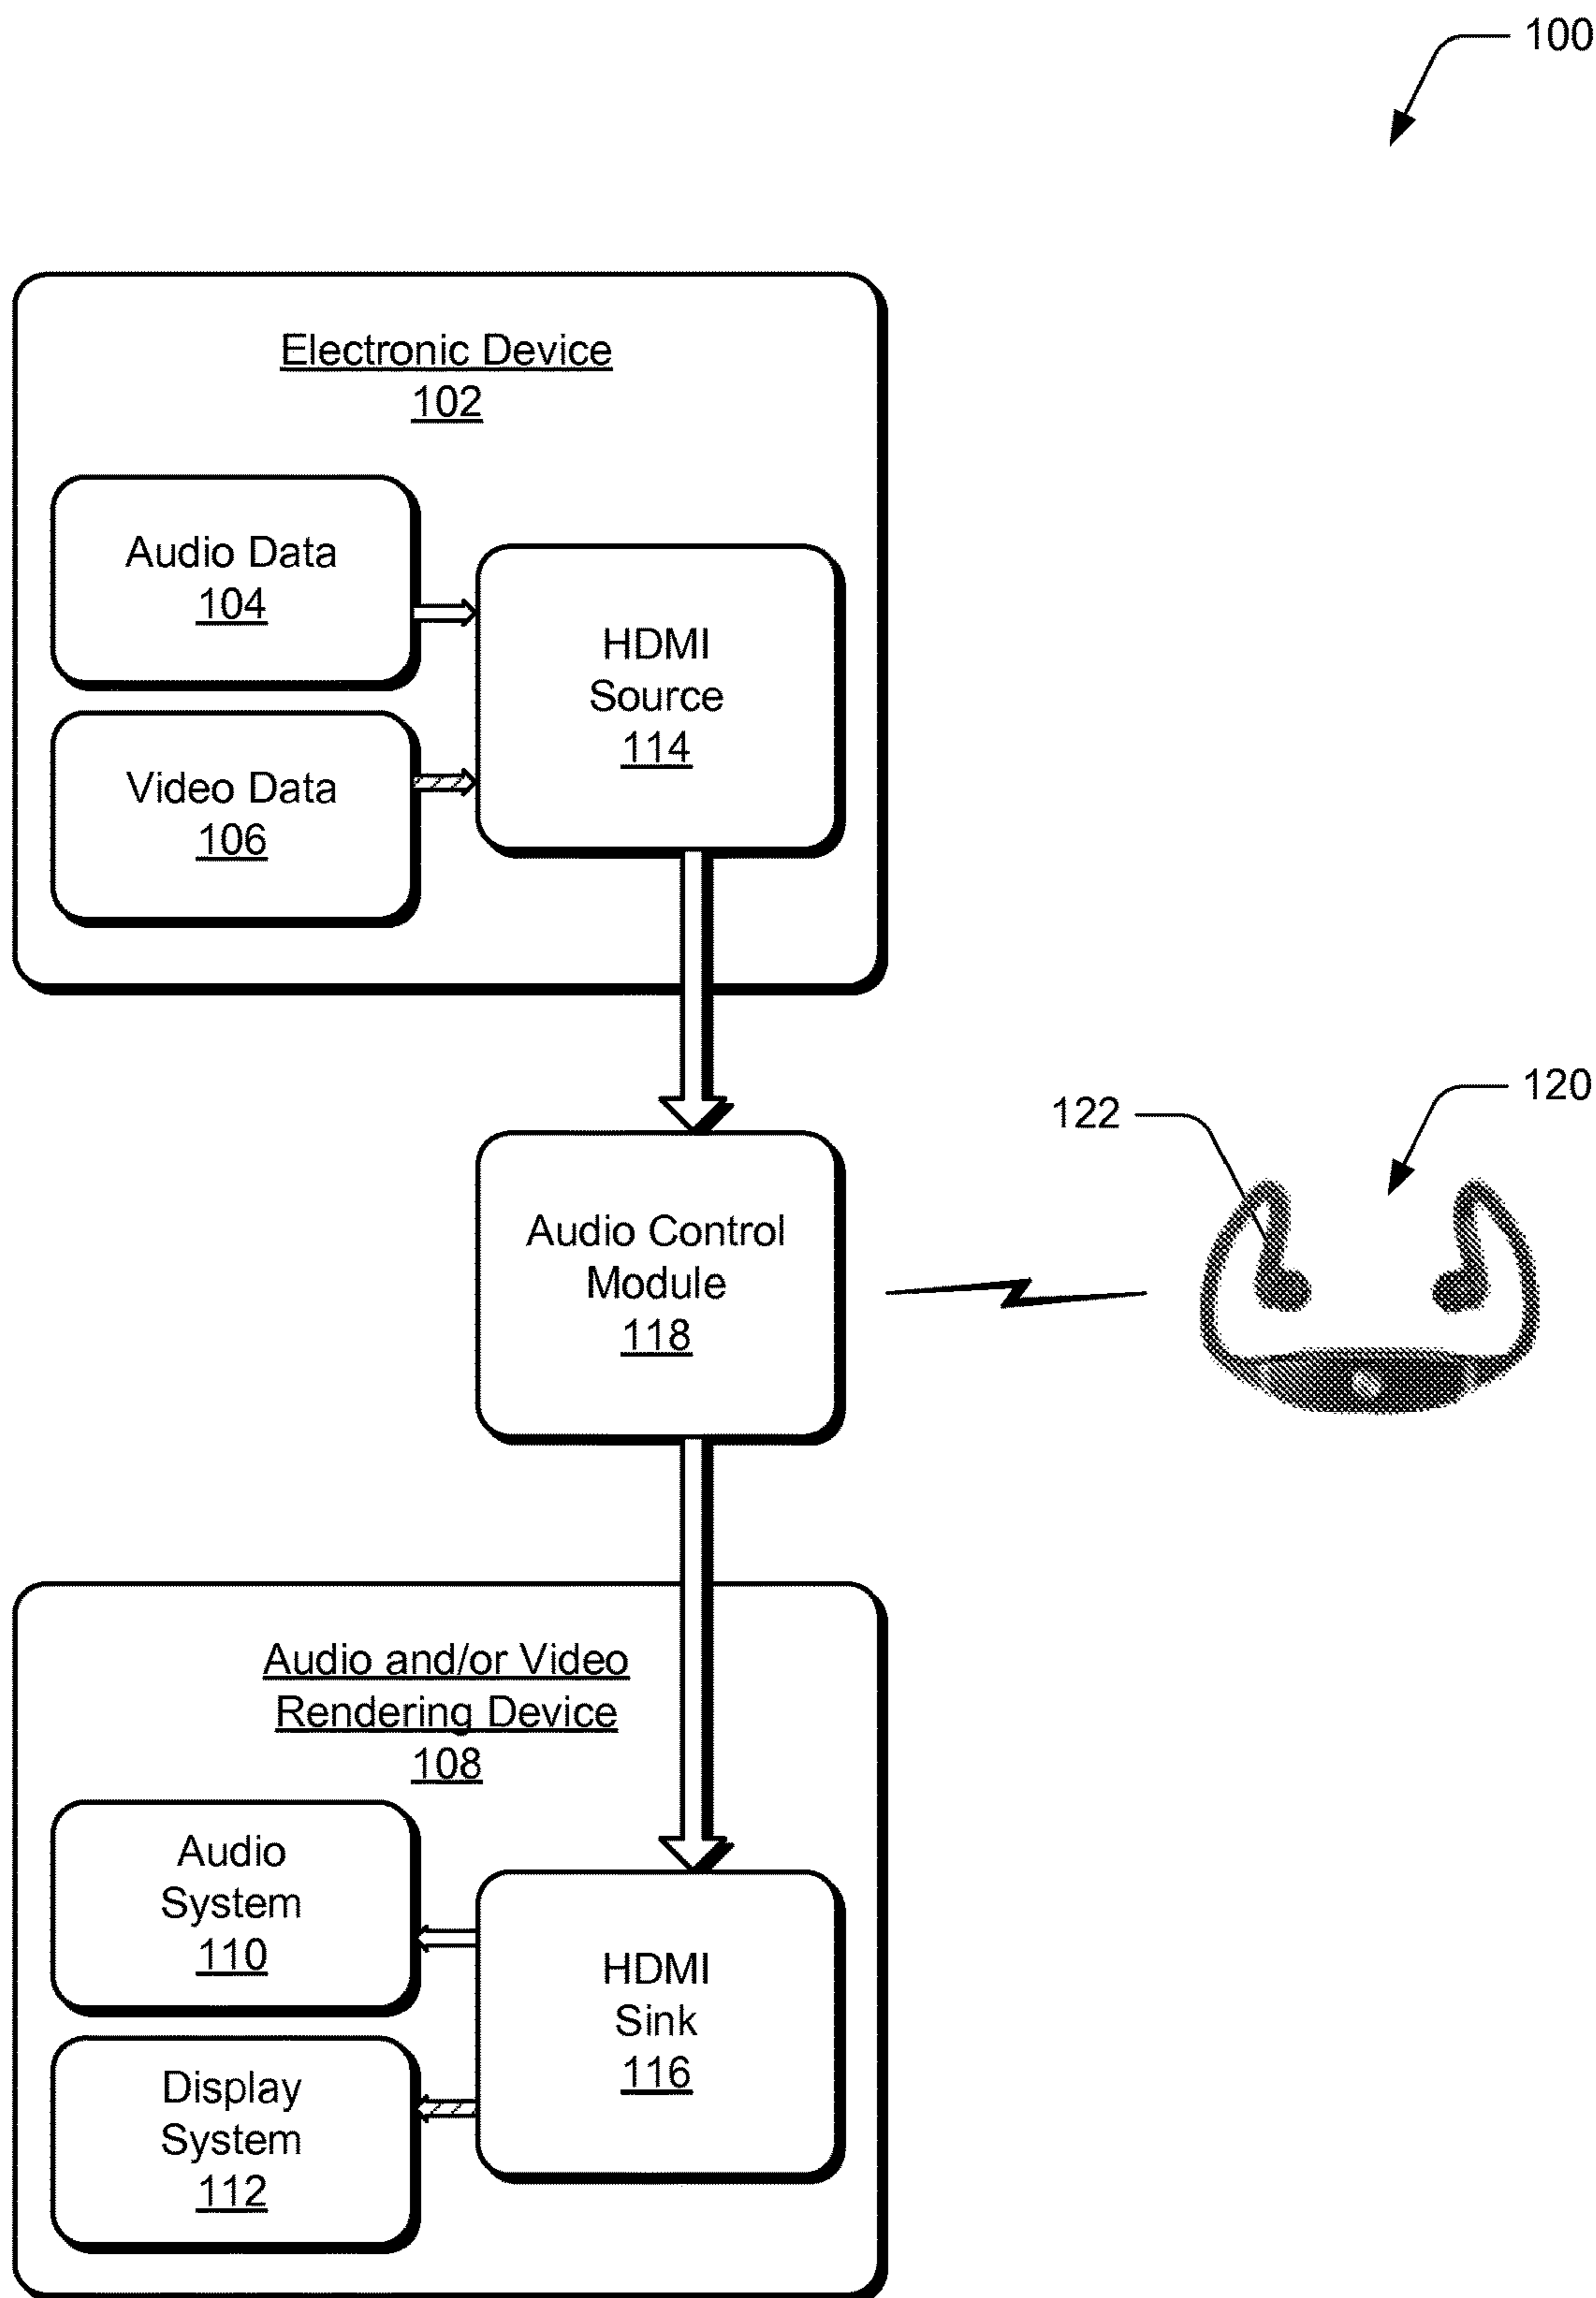 100
Electronic Device
102
Audio Data
104
HDMI
Source
114
Video Data
106
120
122
Audio Control
Module
118
Audio and/or Video
Rendering Device
108
Audio
System
110
HDMI
Sink
116
Display
System
112